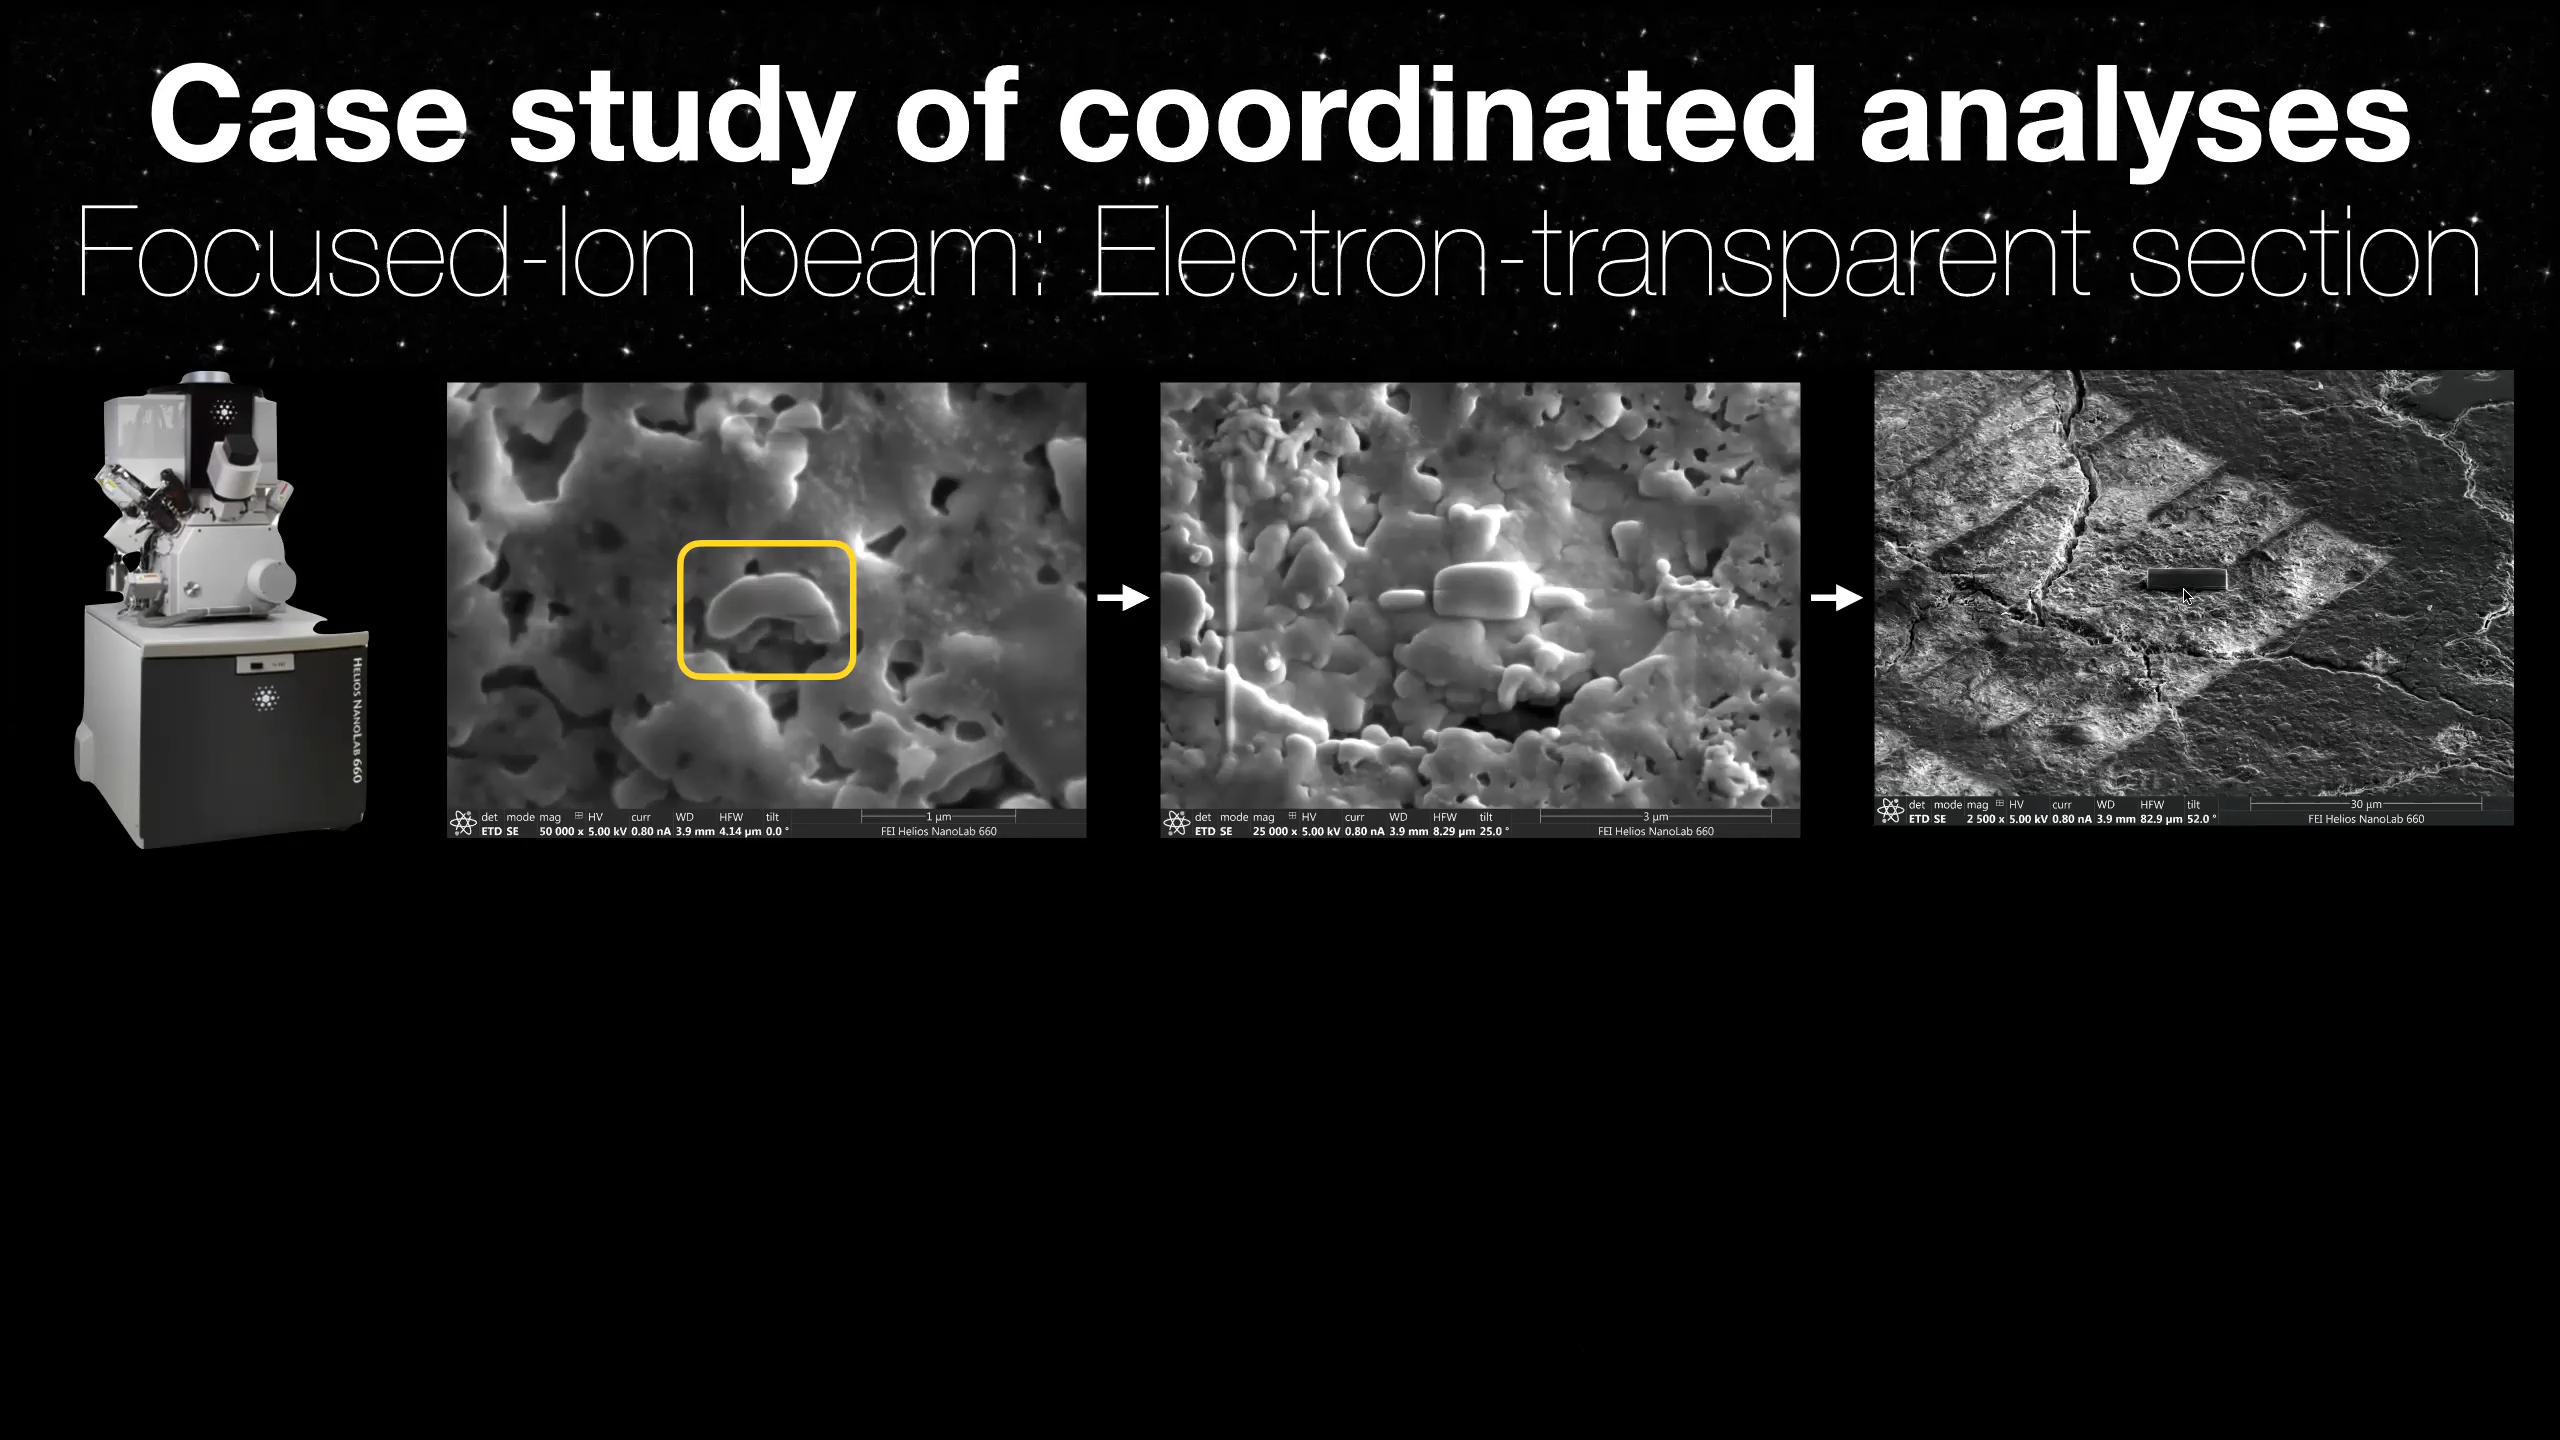 Case study of coordinated analyses
Focused-Ion beam: Electron-transparent section
HELIOS NANOLAB 660
det mode mag HV curr WD HFW tilt
ETD SE 50 000 x 5.00 kV 0.80 nA 3.9 mm 4.14 µm 0.0 °
1 µm
FEI Helios NanoLab 660
det mode mag HV curr WD HFW tilt
ETD SE 25 000 x 5.00 kV 0.80 nA 3.9 mm 8.29 µm 25.0 °
3 µm
FEI Helios NanoLab 660
det mode mag HV curr WD HFW tilt
ETD SE 2 500 x 5.00 kV 0.80 nA 3.9 mm 82.9 µm 52.0 °
30 µm
FEI Helios NanoLab 660